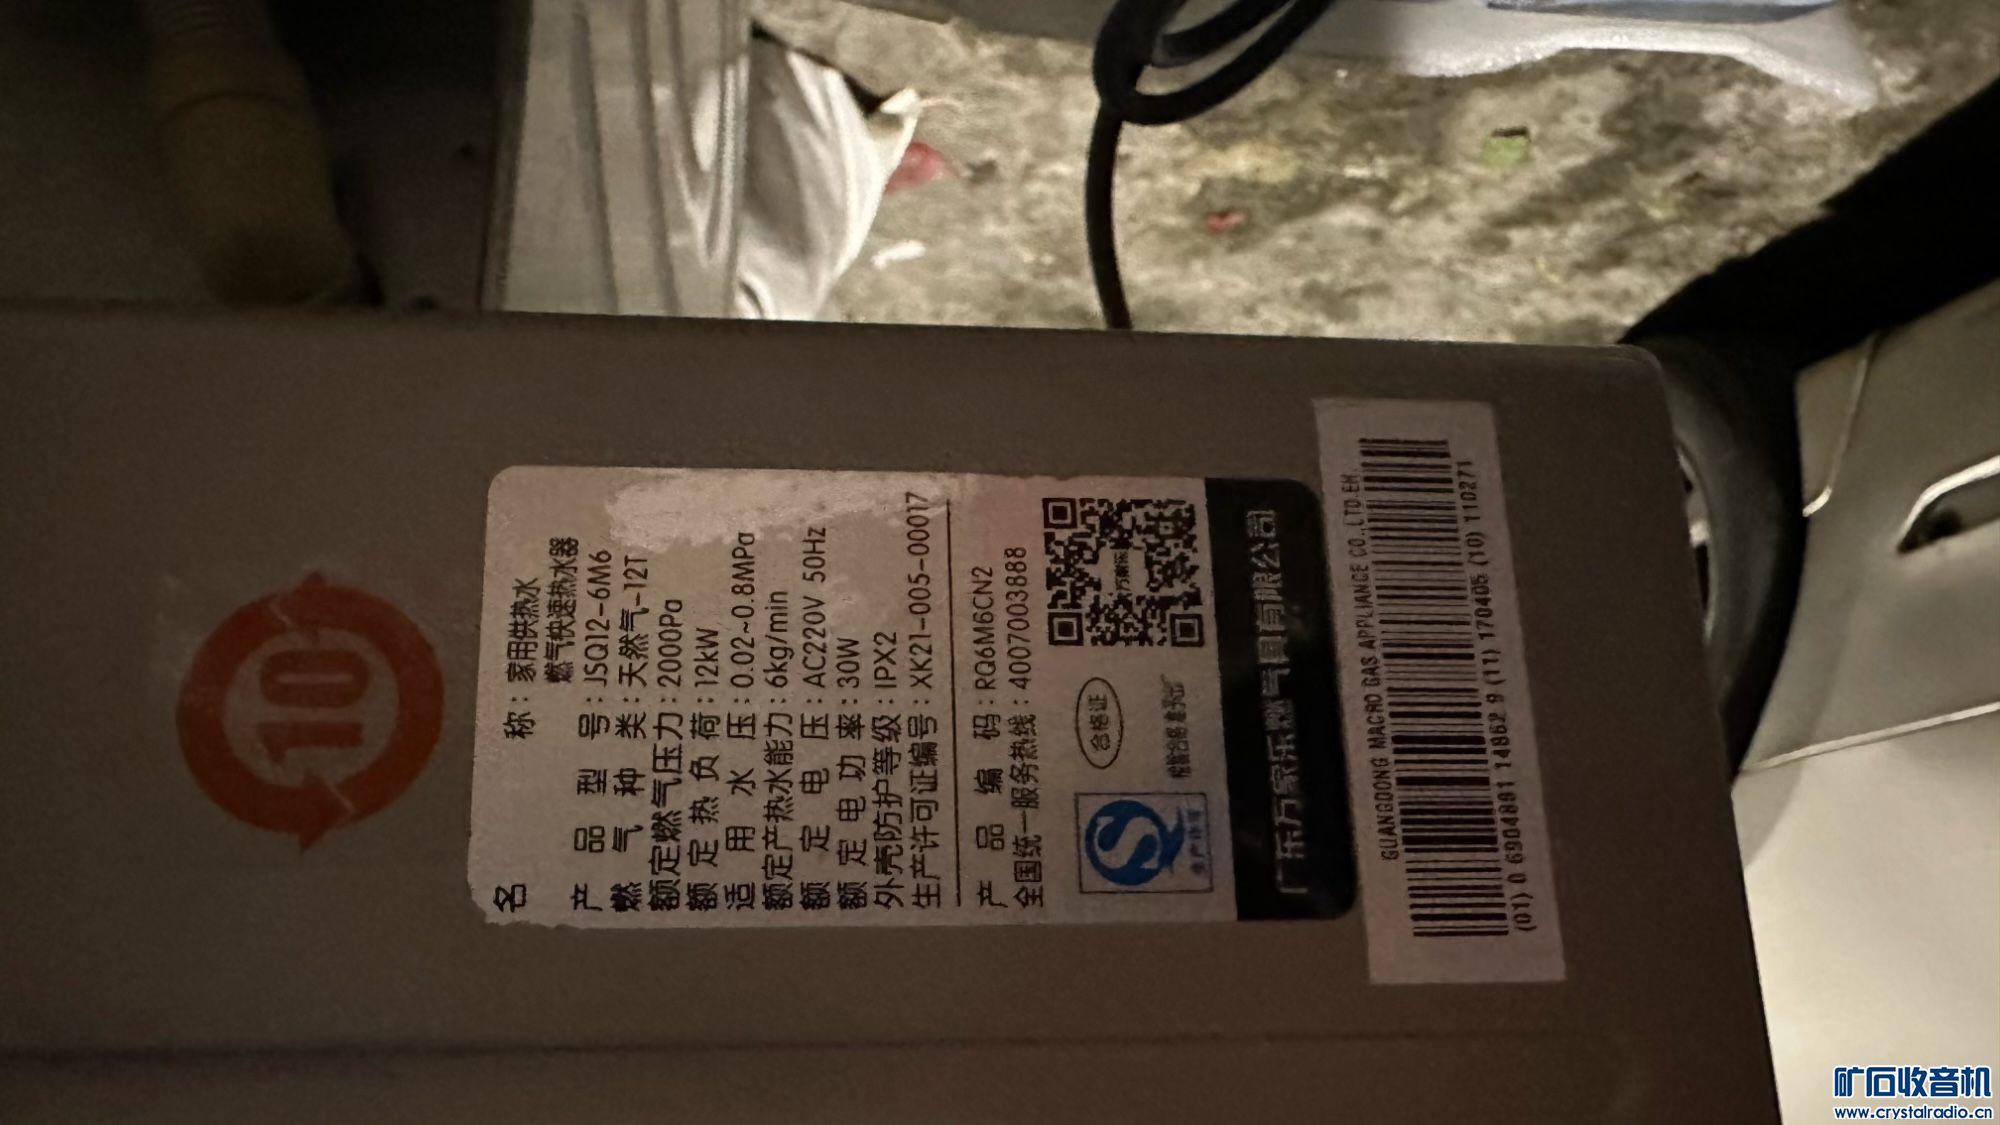 10
名 称：家用供热水
燃气快速热水器
产品型号：JSQ12-6M6
燃气种类：天然气-12T
额定燃气压力：2000Pa
额定热负荷：12kW
适用水压：0.02~0.8MPa
额定产热水能力：6kg/min
额定电压：AC220V 50Hz
额定电功率：30W
外壳防护等级：IPX2
生产许可证编号：XK21-005-00017
产品编码：RQ6M6CN2
全国统一服务热线：4007003888
合格证
生产许可
广东万家乐燃气具有限公司
GUANGDONG MACRO GAS APPLIANCE CO.,LTD.EH.
(01) 0 6904891 14862 9 (11) 170405 (10) 110271
矿石收音机
www.crystalradio.cn